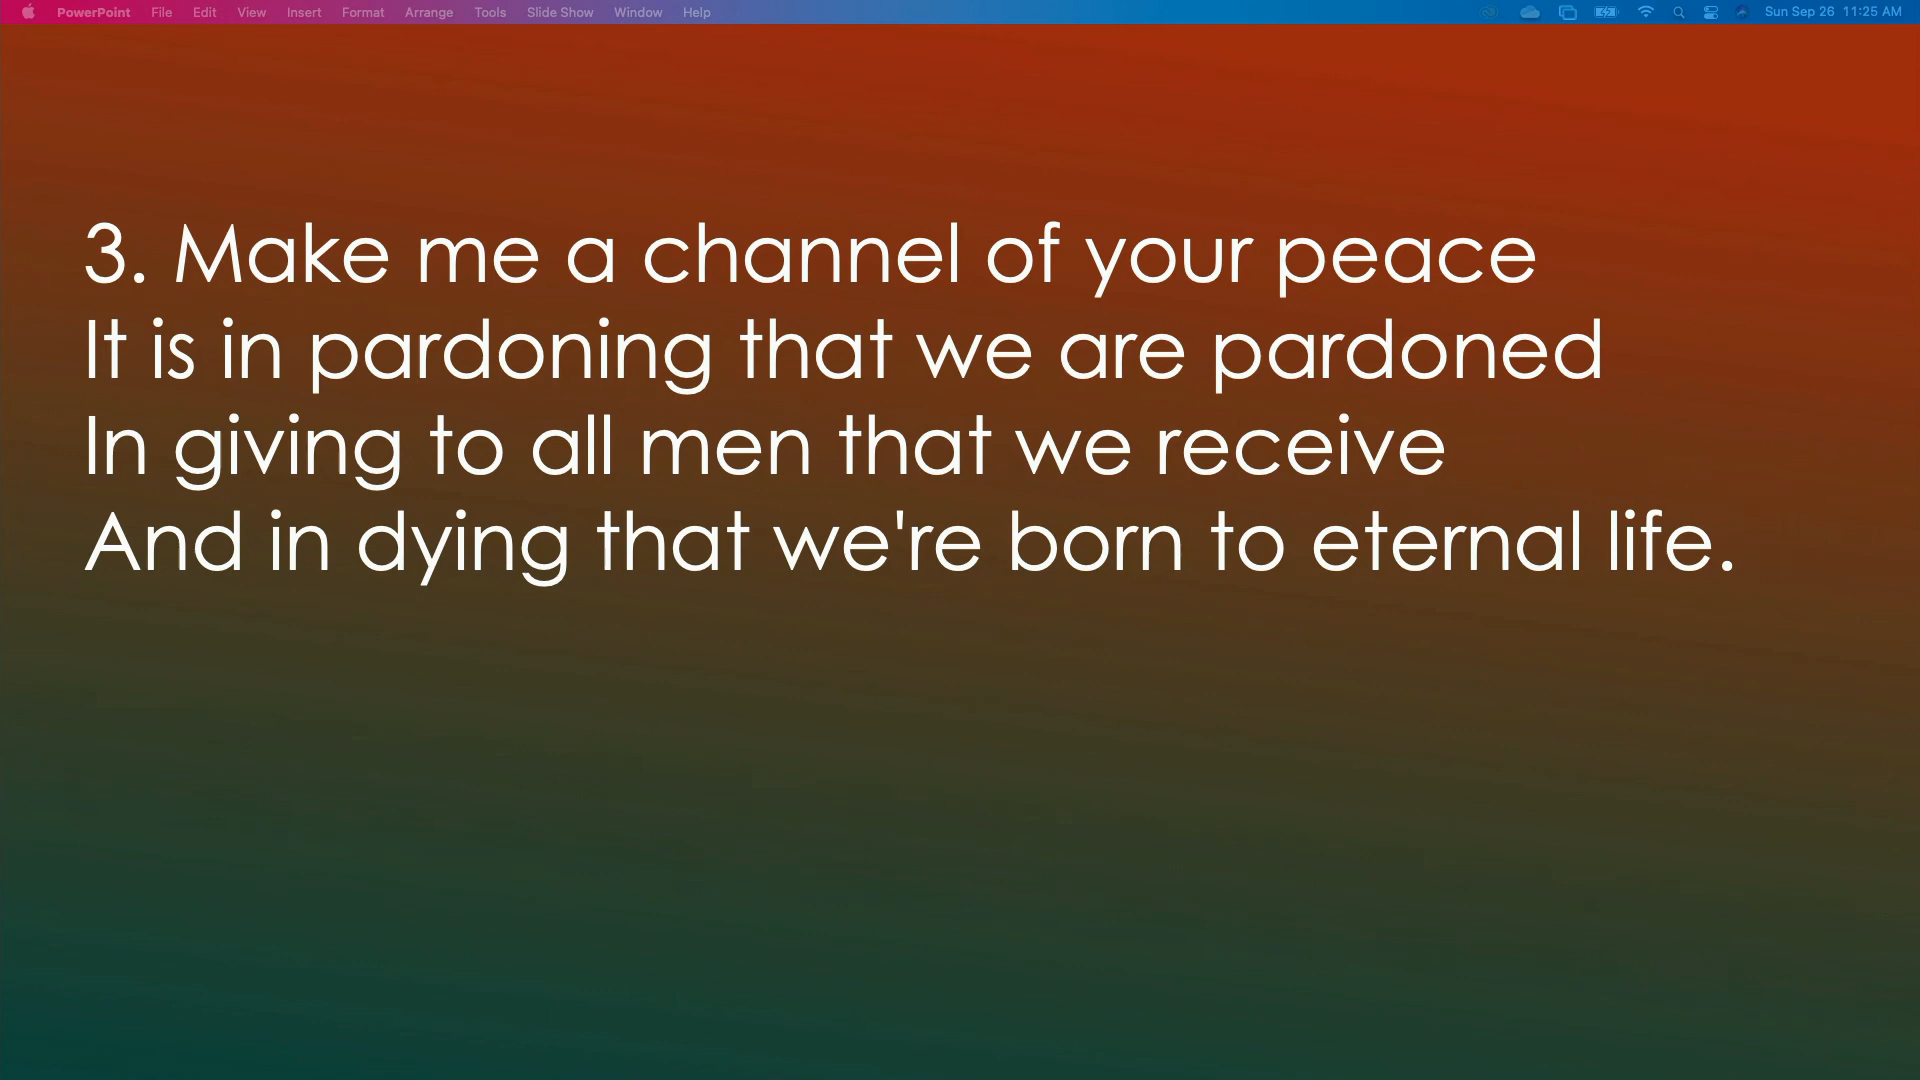 PowerPoint File Edit View Insert Format Arrange Tools Slide Show Window Help Sun Sep 26 11:25 AM
3. Make me a channel of your peace
It is in pardoning that we are pardoned
In giving to all men that we receive
And in dying that we're born to eternal life.